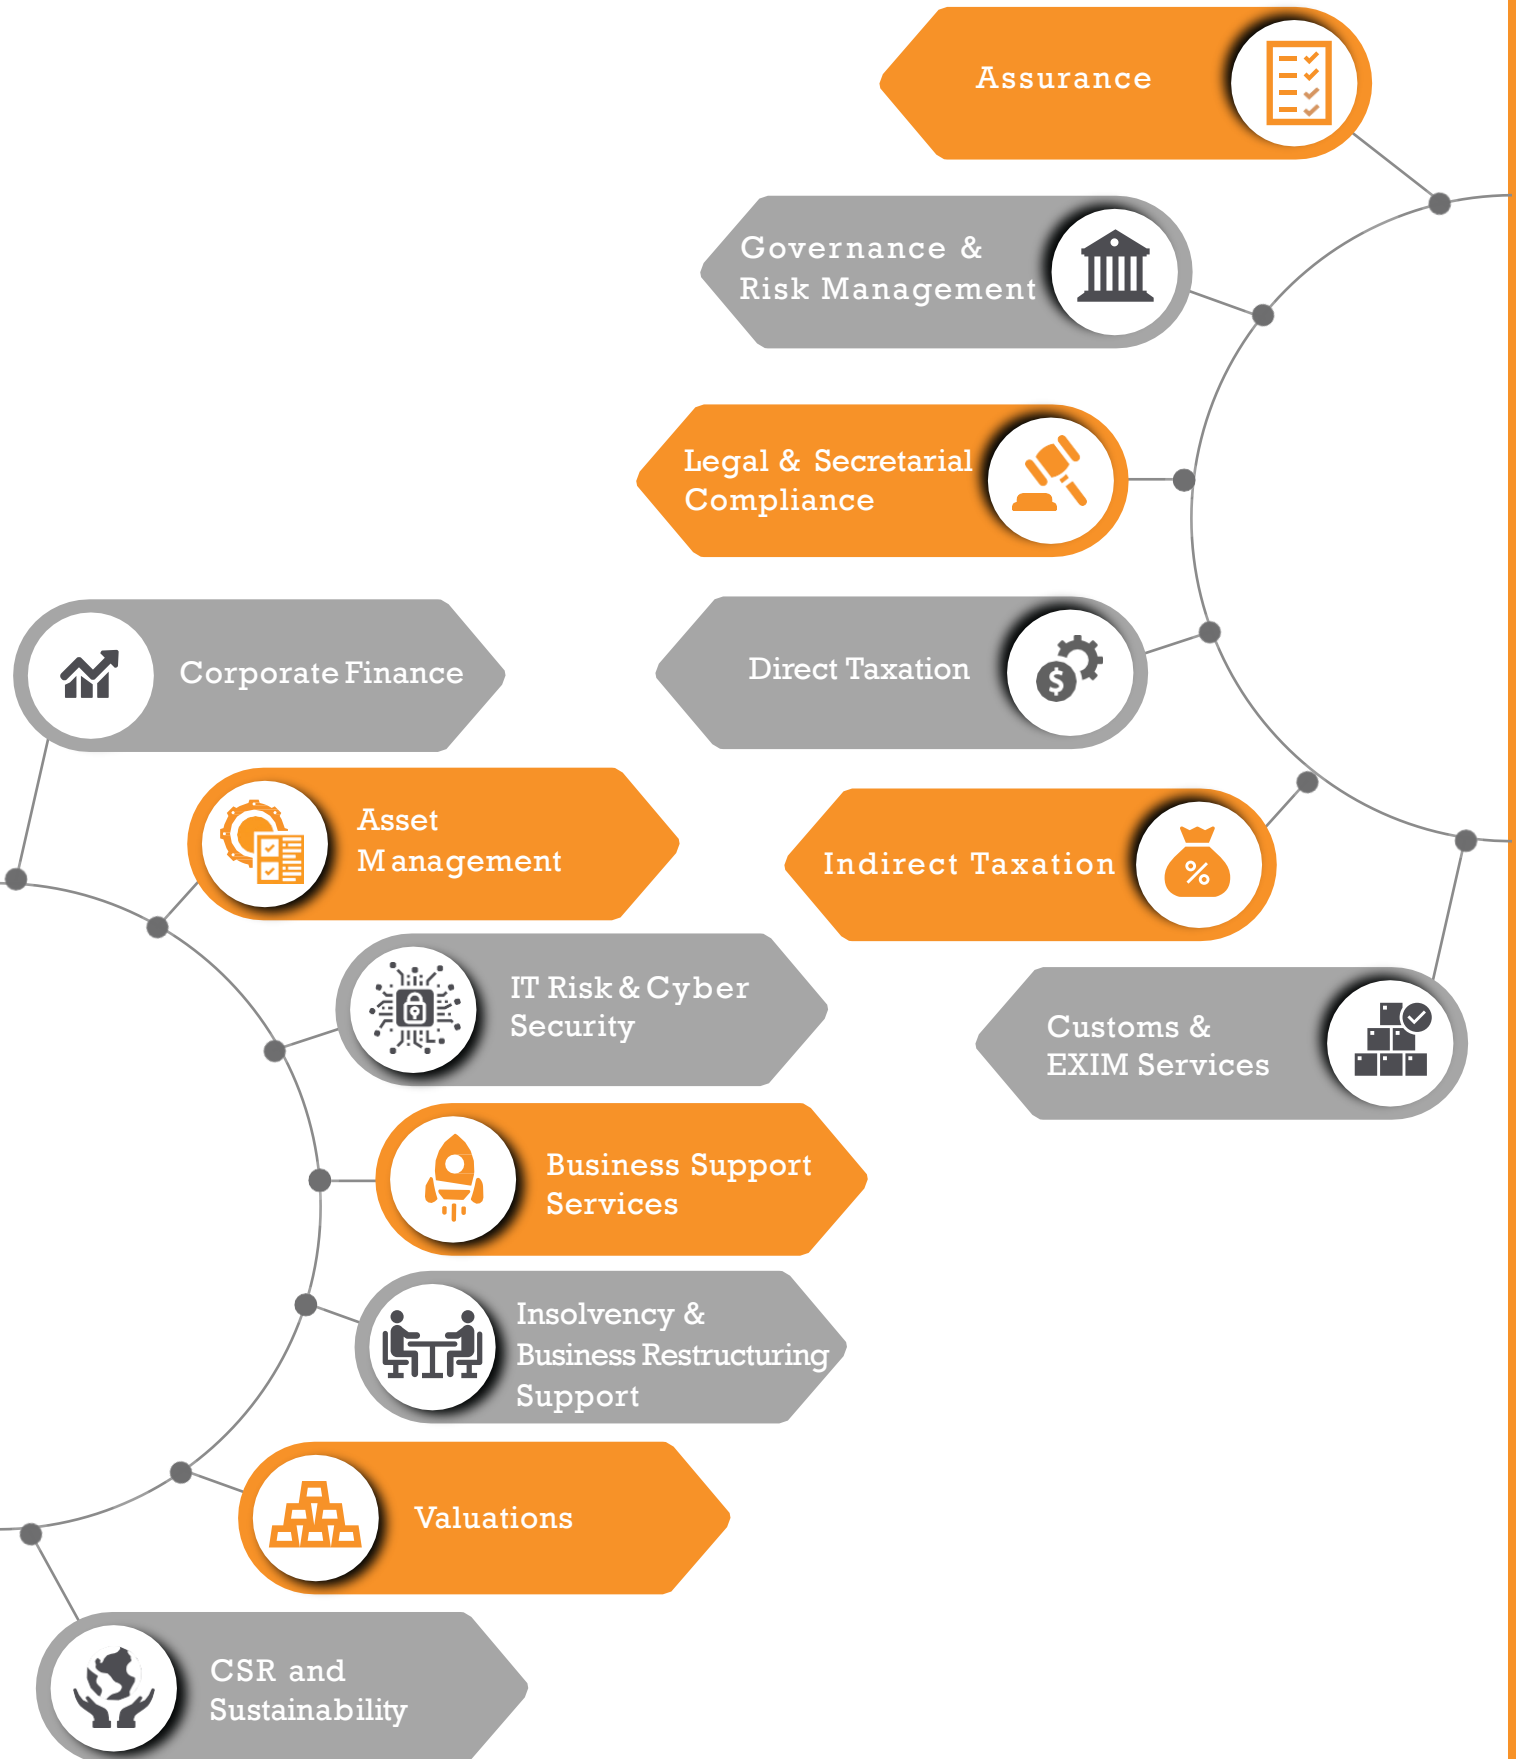 Assurance
Governance &
Risk Management
Legal & Secretarial
Compliance
Direct Taxation
Indirect Taxation
Customs &
EXIM Services
Corporate Finance
Asset
Management
IT Risk & Cyber
Security
Business Support
Services
Insolvency &
Business Restructuring
Support
Valuations
CSR and
Sustainability